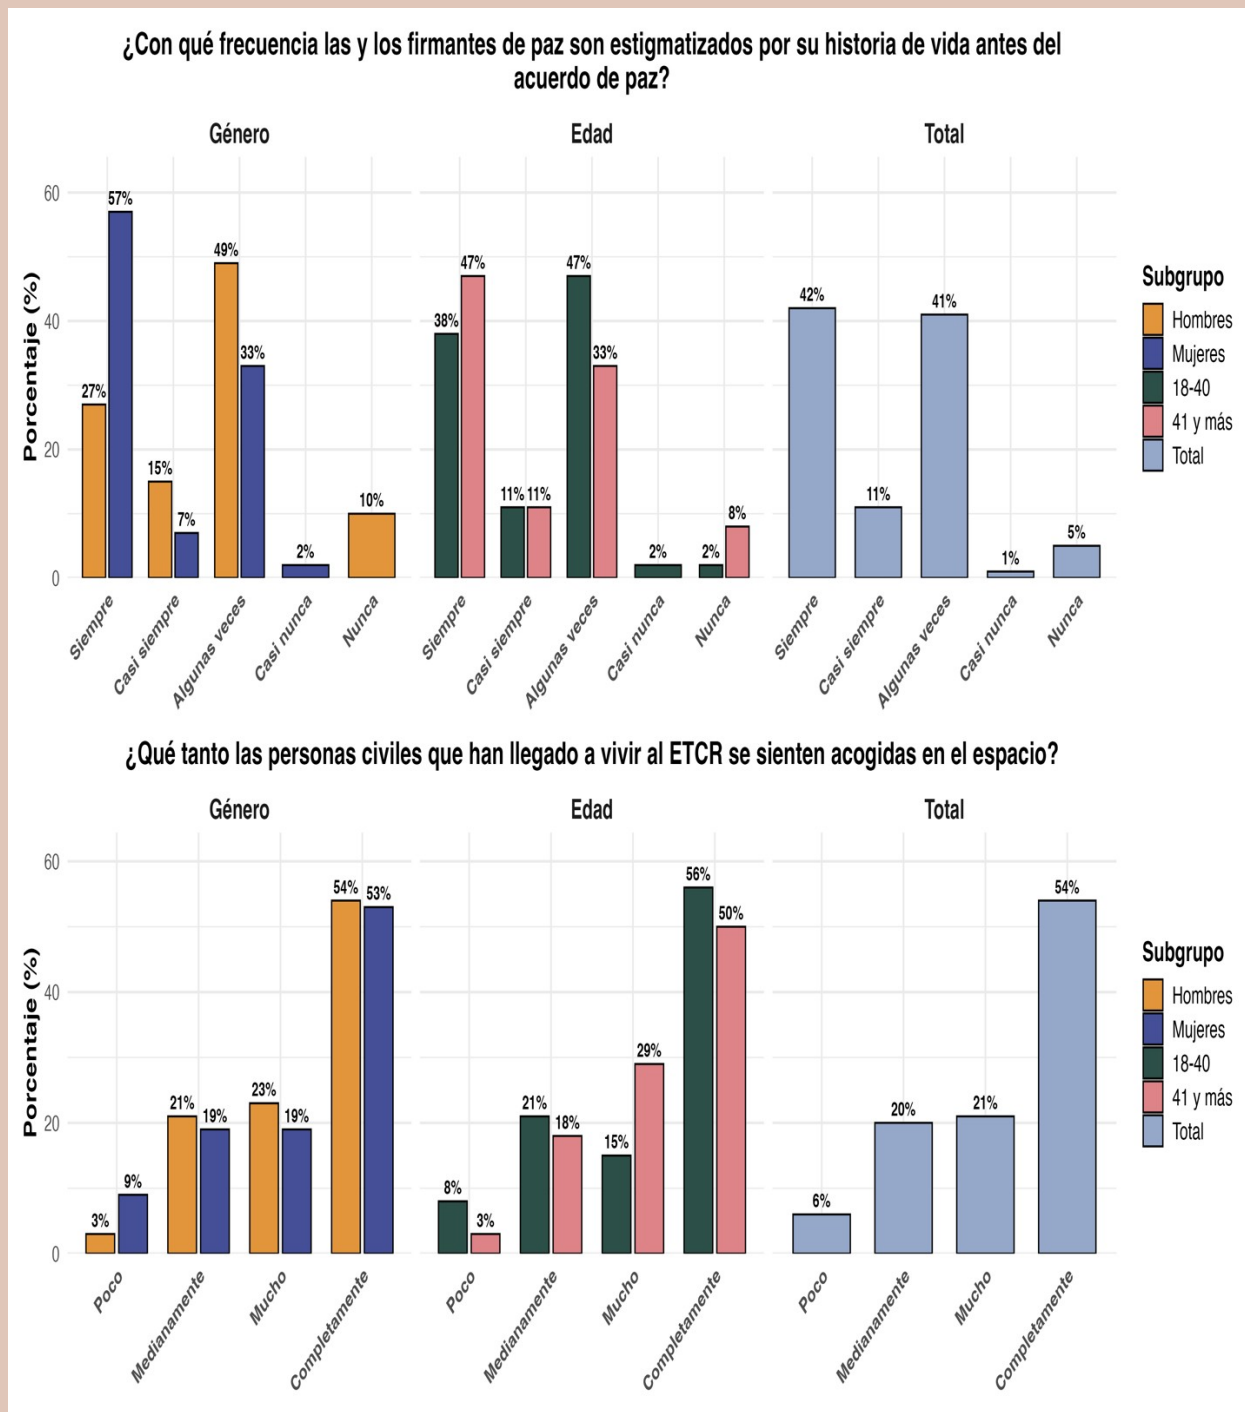 ¿Con qué frecuencia las y los firmantes de paz son estigmatizados por su historia de vida antes del
acuerdo de paz?
Género
Edad
Total
Porcentaje (%)
60
40
20
0
27%
57%
15%
7%
49%
33%
2%
10%
38%
47%
11%
11%
47%
33%
2%
2%
8%
42%
11%
41%
1%
5%
Siempre
Casi siempre
Algunas veces
Casi nunca
Nunca
Siempre
Casi siempre
Algunas veces
Casi nunca
Nunca
Siempre
Casi siempre
Algunas veces
Casi nunca
Nunca
Subgrupo
Hombres
Mujeres
18-40
41 y más
Total
¿Qué tanto las personas civiles que han llegado a vivir al ETCR se sienten acogidas en el espacio?
Género
Edad
Total
Porcentaje (%)
60
40
20
0
3%
9%
21%
19%
23%
19%
54%
53%
8%
3%
21%
18%
15%
29%
56%
50%
6%
20%
21%
54%
Poco
Medianamente
Mucho
Completamente
Poco
Medianamente
Mucho
Completamente
Poco
Medianamente
Mucho
Completamente
Subgrupo
Hombres
Mujeres
18-40
41 y más
Total